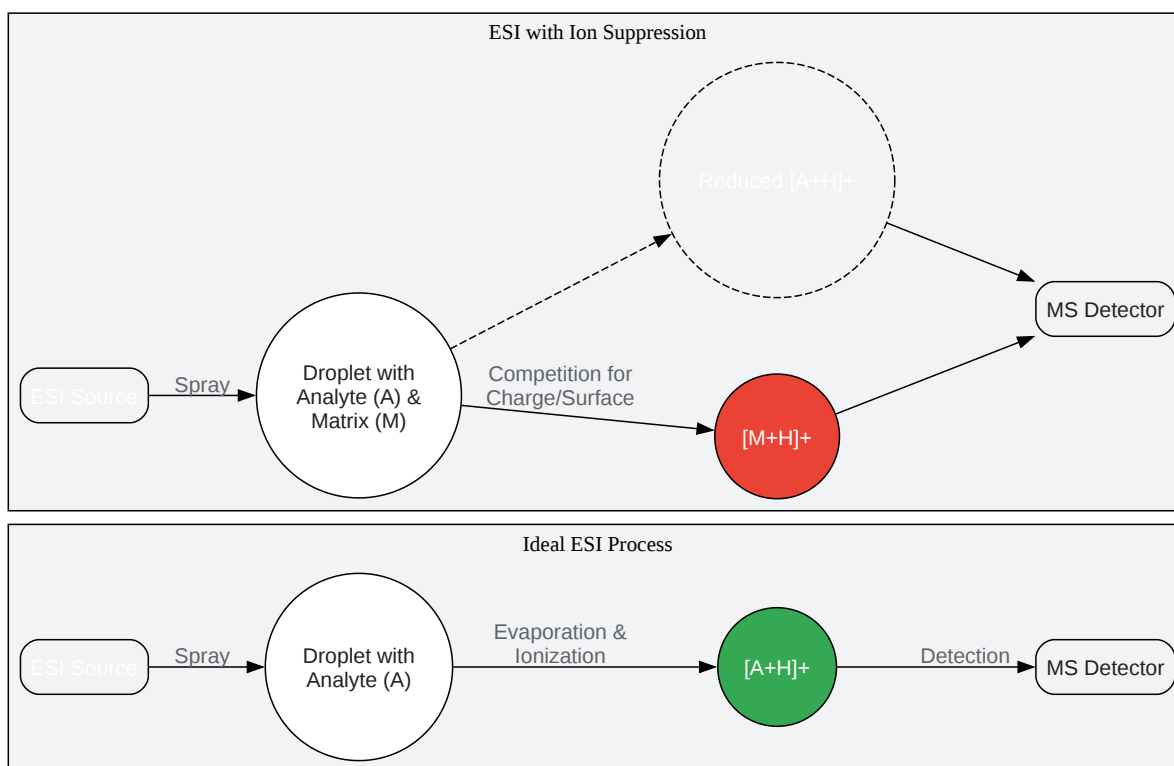 ESI with Ion Suppression
Reduced [A+H]+
MS Detector
ESI Source
Spray
Droplet with
Analyte (A) &
Matrix (M)
Competition for
Charge/Surface
[M+H]+
Ideal ESI Process
ESI Source
Spray
Droplet with
Analyte (A)
Evaporation &
Ionization
[A+H]+
Detection
MS Detector